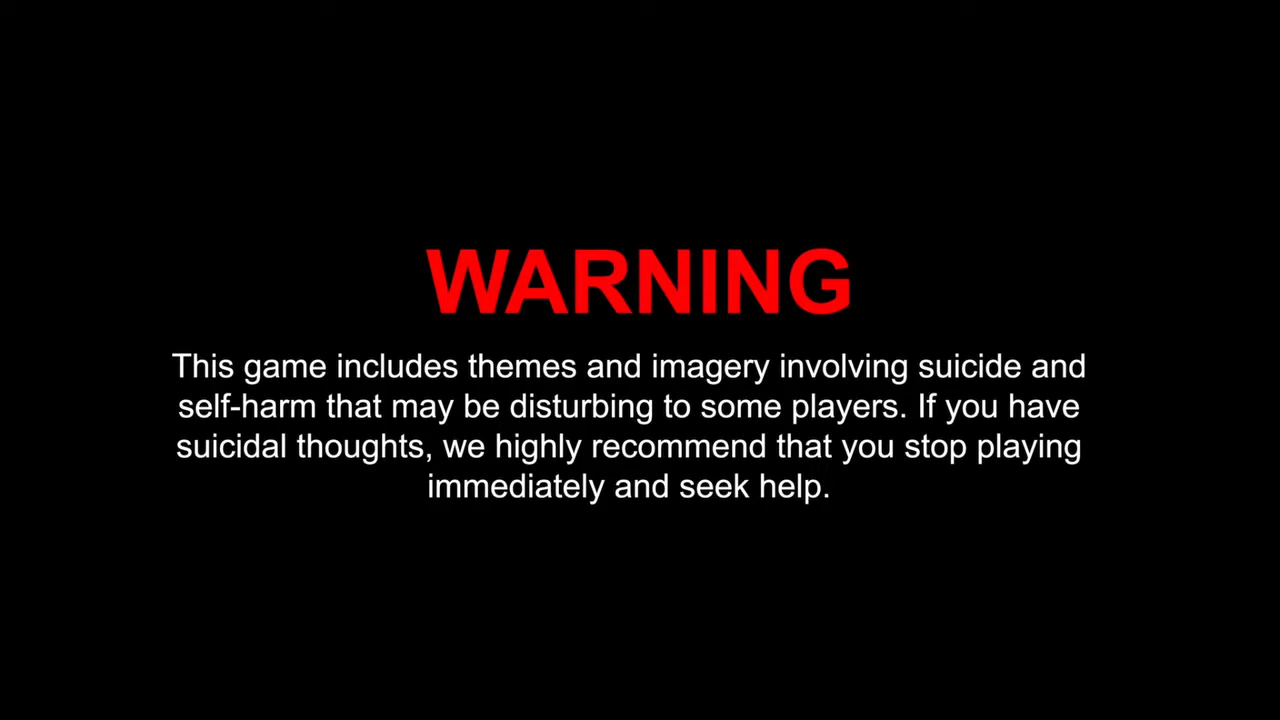 WARNING
This game includes themes and imagery involving suicide and
self-harm that may be disturbing to some players. If you have
suicidal thoughts, we highly recommend that you stop playing
immediately and seek help.